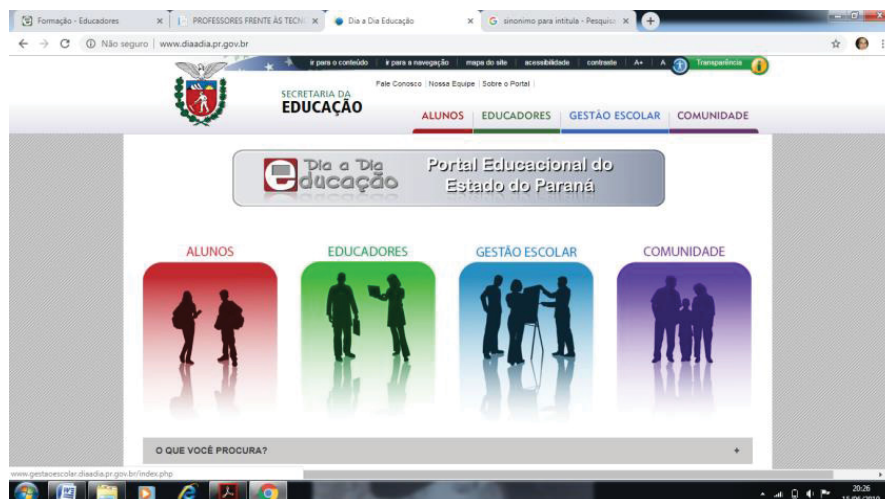 Formação - Educadores
PROFESSORES FRENTE ÀS TECN
Dia a Dia Educação
sinonimo para intitula - Pesquis
Não seguro | www.diaadia.pr.gov.br
ir para o conteúdo | ir para a navegação | mapa do site | acessibilidade | contraste | A+ | A
Transparência
Fale Conosco | Nossa Equipe | Sobre o Portal |
SECRETARIA DA
EDUCAÇÃO
ALUNOS | EDUCADORES | GESTÃO ESCOLAR | COMUNIDADE
Dia a Dia
educação
Portal Educacional do
Estado do Paraná
ALUNOS
EDUCADORES
GESTÃO ESCOLAR
COMUNIDADE
O QUE VOCÊ PROCURA? +
www.gestaoescolar.diaadia.pr.gov.br/index.php
20:26